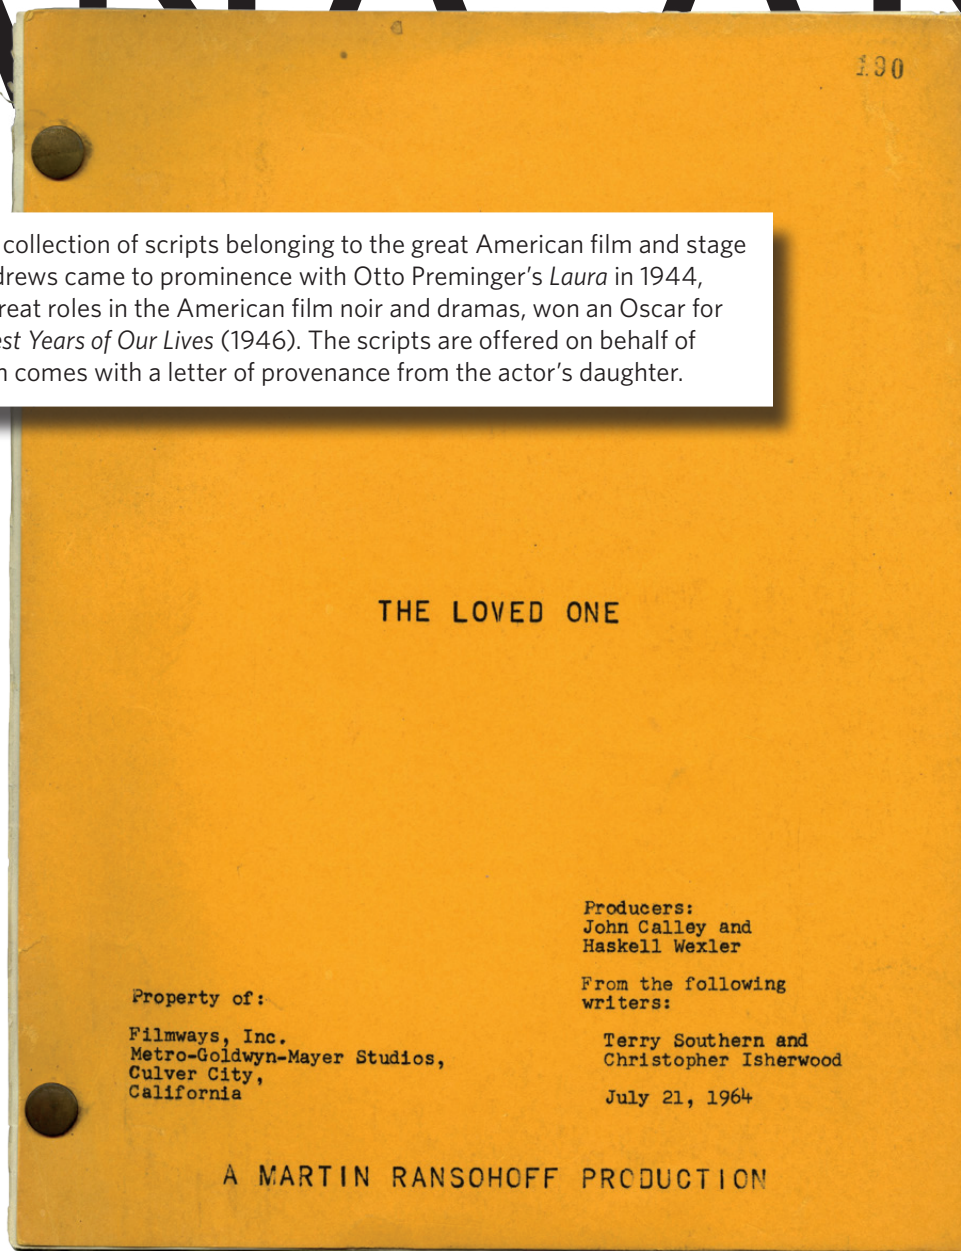 190
collection of scripts belonging to the great American film and stage
drews came to prominence with Otto Preminger’s Laura in 1944,
reat roles in the American film noir and dramas, won an Oscar for
est Years of Our Lives (1946). The scripts are offered on behalf of
comes with a letter of provenance from the actor’s daughter.
THE LOVED ONE
Producers:
John Calley and
Haskell Wexler
From the following
writers:
Terry Southern and
Christopher Isherwood
July 21, 1964
Property of:
Filmways, Inc.
Metro-Goldwyn-Mayer Studios,
Culver City,
California
A MARTIN RANSOHOFF PRODUCTION